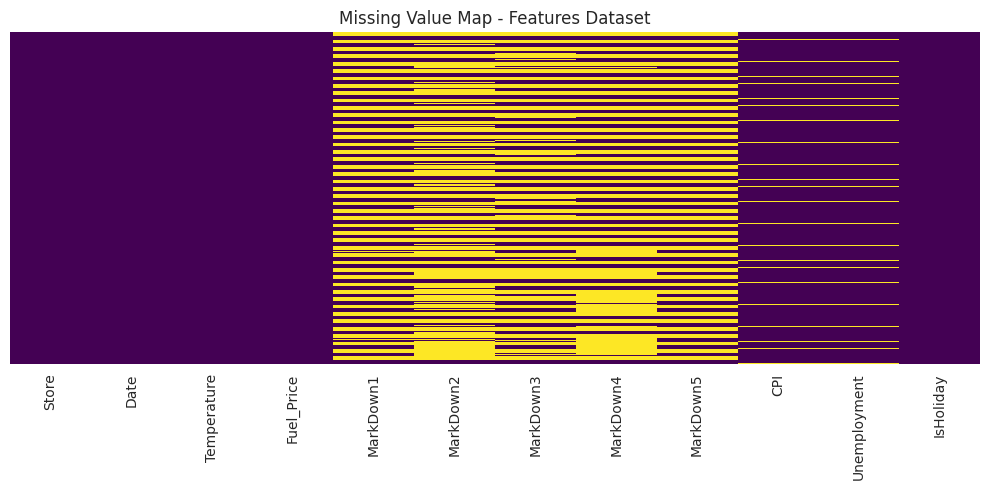 Missing Value Map - Features Dataset
Store
Date
Temperature
Fuel_Price
MarkDown1
MarkDown2
MarkDown3
MarkDown4
MarkDown5
CPI
Unemployment
IsHoliday